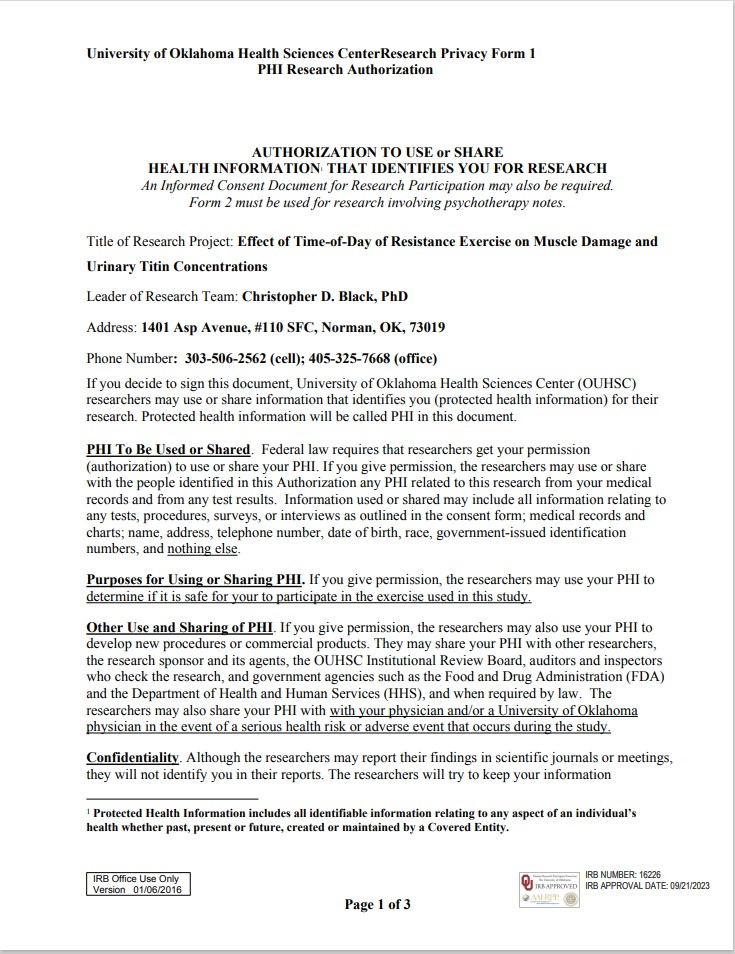 University of Oklahoma Health Sciences CenterResearch Privacy Form 1
PHI Research Authorization
AUTHORIZATION TO USE or SHARE
HEALTH INFORMATION1 THAT IDENTIFIES YOU FOR RESEARCH
An Informed Consent Document for Research Participation may also be required.
Form 2 must be used for research involving psychotherapy notes.
Title of Research Project: Effect of Time-of-Day of Resistance Exercise on Muscle Damage and
Urinary Titin Concentrations
Leader of Research Team: Christopher D. Black, PhD
Address: 1401 Asp Avenue, #110 SFC, Norman, OK, 73019
Phone Number: 303-506-2562 (cell); 405-325-7668 (office)
If you decide to sign this document, University of Oklahoma Health Sciences Center (OUHSC)
researchers may use or share information that identifies you (protected health information) for their
research. Protected health information will be called PHI in this document.
PHI To Be Used or Shared. Federal law requires that researchers get your permission
(authorization) to use or share your PHI. If you give permission, the researchers may use or share
with the people identified in this Authorization any PHI related to this research from your medical
records and from any test results. Information used or shared may include all information relating to
any tests, procedures, surveys, or interviews as outlined in the consent form; medical records and
charts; name, address, telephone number, date of birth, race, government-issued identification
numbers, and nothing else.
Purposes for Using or Sharing PHI. If you give permission, the researchers may use your PHI to
determine if it is safe for your to participate in the exercise used in this study.
Other Use and Sharing of PHI. If you give permission, the researchers may also use your PHI to
develop new procedures or commercial products. They may share your PHI with other researchers,
the research sponsor and its agents, the OUHSC Institutional Review Board, auditors and inspectors
who check the research, and government agencies such as the Food and Drug Administration (FDA)
and the Department of Health and Human Services (HHS), and when required by law. The
researchers may also share your PHI with with your physician and/or a University of Oklahoma
physician in the event of a serious health risk or adverse event that occurs during the study.
Confidentiality. Although the researchers may report their findings in scientific journals or meetings,
they will not identify you in their reports. The researchers will try to keep your information
1 Protected Health Information includes all identifiable information relating to any aspect of an individual's
health whether past, present or future, created or maintained by a Covered Entity.
IRB Office Use Only
Version 01/06/2016
IRB APPROVED
IRB NUMBER: 16226
IRB APPROVAL DATE: 09/21/2023
Page 1 of 3